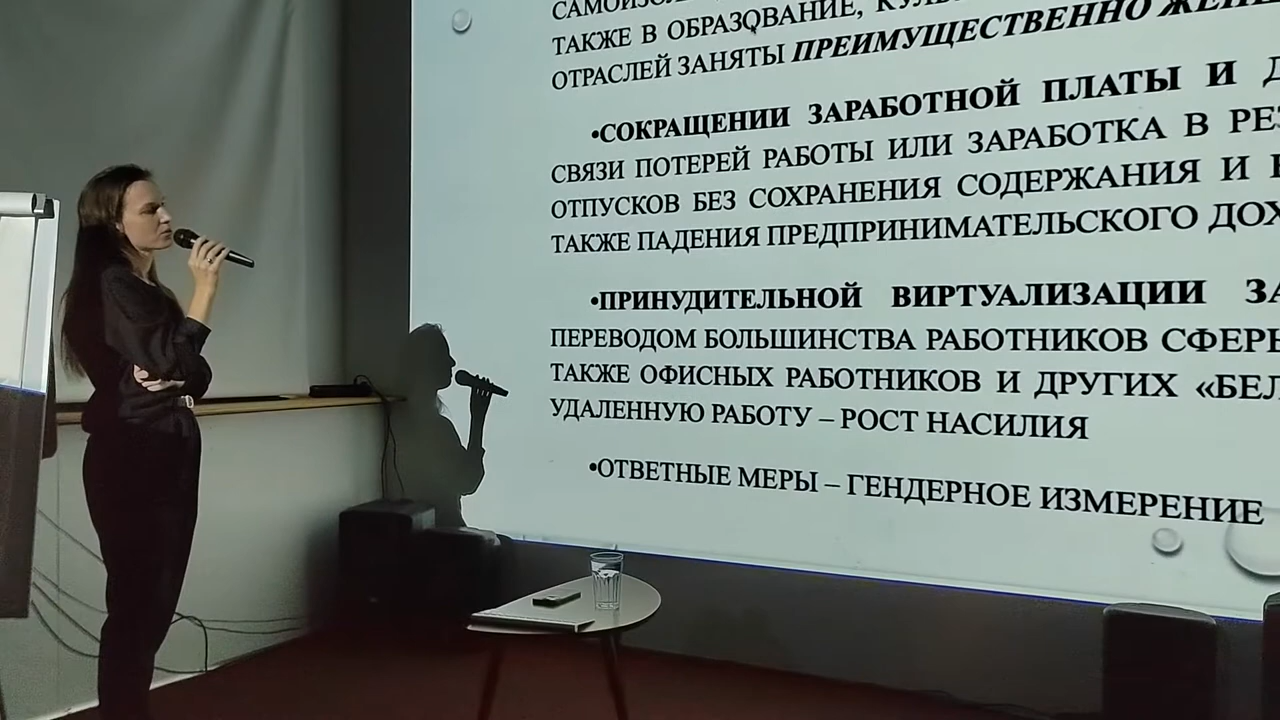 ТАКЖЕ В ОБРАЗОВАНИЕ,
ОТРАСЛЕЙ ЗАНЯТЫ ПРЕИМУЩЕСТВЕННО
•СОКРАЩЕНИИ ЗАРАБОТНОЙ ПЛАТЫ И
СВЯЗИ ПОТЕРЕЙ РАБОТЫ ИЛИ ЗАРАБОТКА В
ОТПУСКОВ БЕЗ СОХРАНЕНИЯ СОДЕРЖАНИЯ И
ТАКЖЕ ПАДЕНИЯ ПРЕДПРИНИМАТЕЛЬСКОГО
•ПРИНУДИТЕЛЬНОЙ ВИРТУАЛИЗАЦИИ
ПЕРЕВОДОМ БОЛЬШИНСТВА РАБОТНИКОВ
ТАКЖЕ ОФИСНЫХ РАБОТНИКОВ И ДРУГИХ
УДАЛЕННУЮ РАБОТУ – РОСТ НАСИЛИЯ
•ОТВЕТНЫЕ МЕРЫ – ГЕНДЕРНОЕ ИЗМЕРЕНИЕ